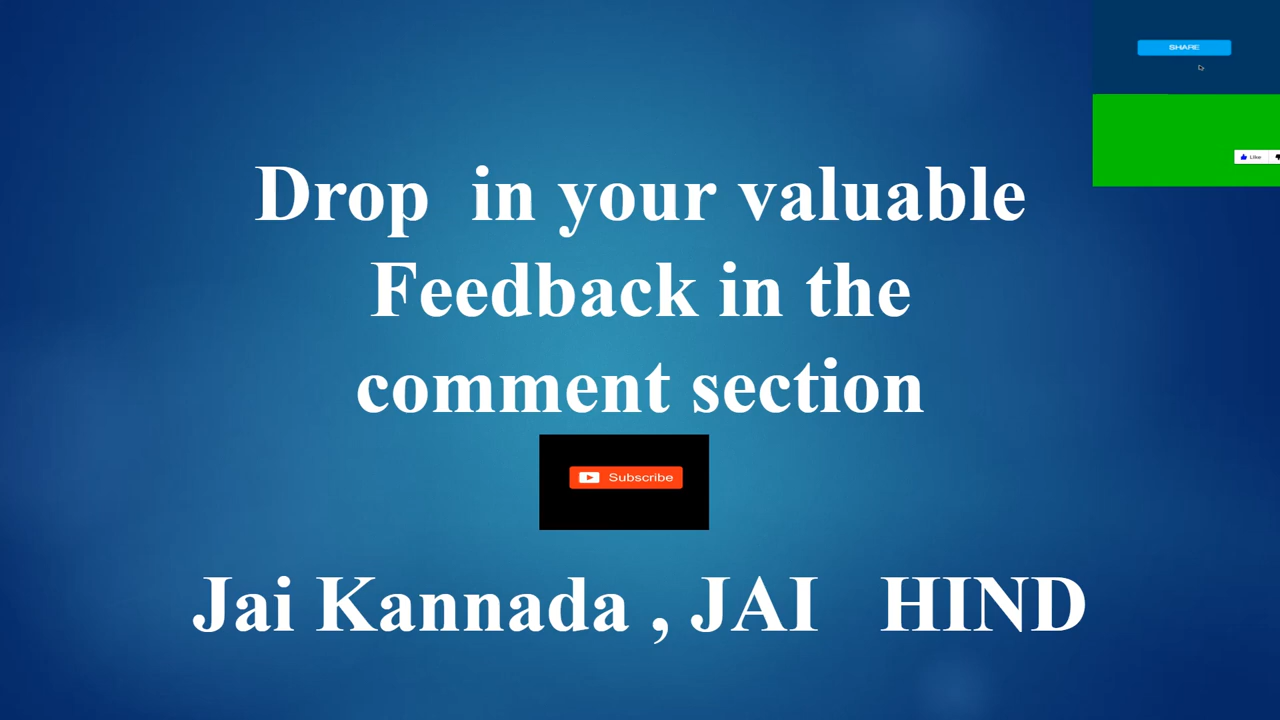 SHARE
Like
Drop in your valuable
Feedback in the
comment section
Subscribe
Jai Kannada , JAI HIND